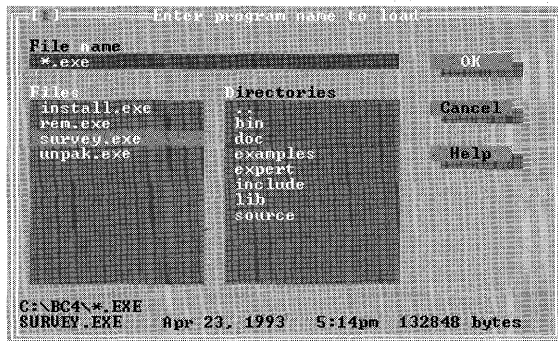 Enter program name to load
File name
*.exe
OK
Files
install.exe
rem.exe
survey.exe
unpak.exe
Directories
..
bin
doc
examples
expert
include
lib
source
Cancel
Help
C:\BC4\*.EXE
SURVEY.EXE Apr 23, 1993 5:14pm 132848 bytes